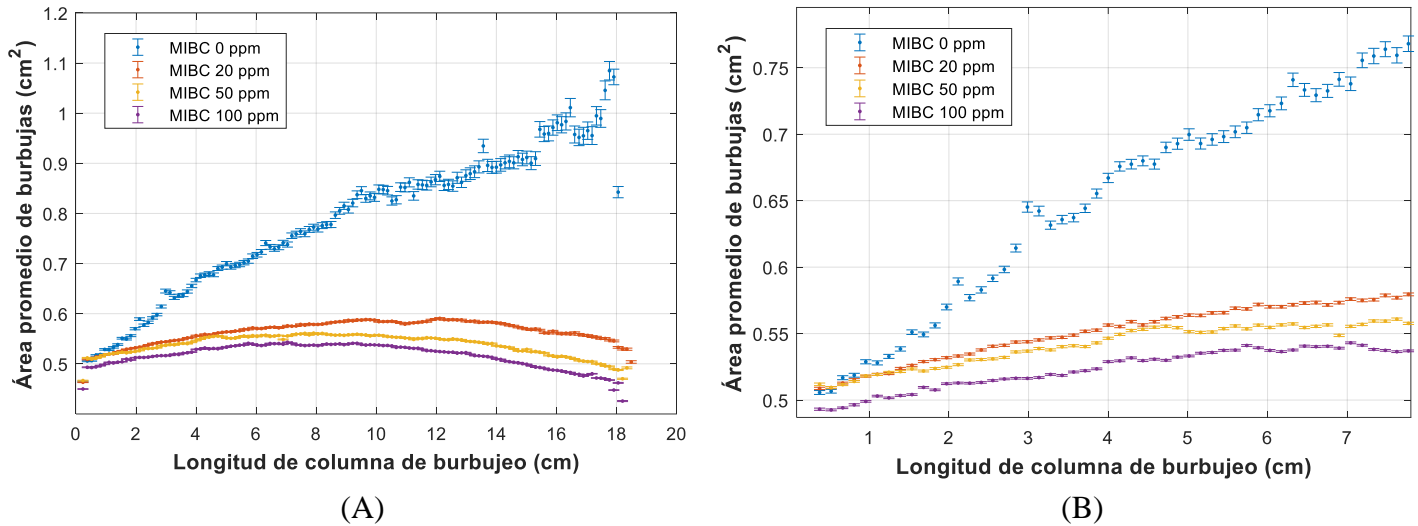 1.2
1.1
1
0.9
0.8
0.7
0.6
0.5
Área promedio de burbujas (cm²)
MIBC 0 ppm
MIBC 20 ppm
MIBC 50 ppm
MIBC 100 ppm
0 2 4 6 8 10 12 14 16 18 20
Longitud de columna de burbujeo (cm)
(A)
0.75
0.7
0.65
0.6
0.55
0.5
Área promedio de burbujas (cm²)
MIBC 0 ppm
MIBC 20 ppm
MIBC 50 ppm
MIBC 100 ppm
1 2 3 4 5 6 7
Longitud de columna de burbujeo (cm)
(B)